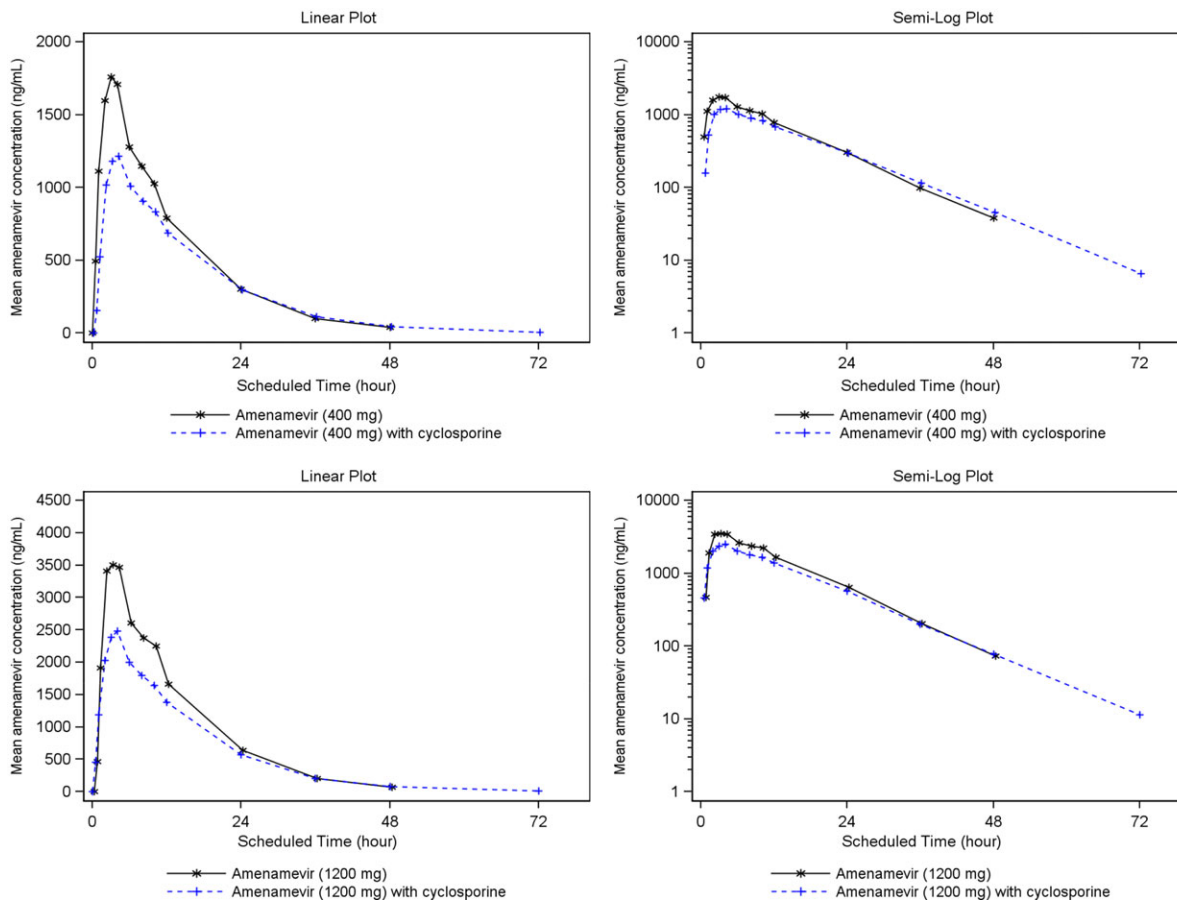 Linear Plot
Mean amenamevir concentration (ng/mL)
2000
1500
1000
500
0
0 24 48 72
Scheduled Time (hour)
Amenamevir (400 mg)
Amenamevir (400 mg) with cyclosporine
Semi-Log Plot
Mean amenamevir concentration (ng/mL)
10000
1000
100
10
1
0 24 48 72
Scheduled Time (hour)
Amenamevir (400 mg)
Amenamevir (400 mg) with cyclosporine
Linear Plot
Mean amenamevir concentration (ng/mL)
4500
4000
3500
3000
2500
2000
1500
1000
500
0
0 24 48 72
Scheduled Time (hour)
Amenamevir (1200 mg)
Amenamevir (1200 mg) with cyclosporine
Semi-Log Plot
Mean amenamevir concentration (ng/mL)
10000
1000
100
10
1
0 24 48 72
Scheduled Time (hour)
Amenamevir (1200 mg)
Amenamevir (1200 mg) with cyclosporine